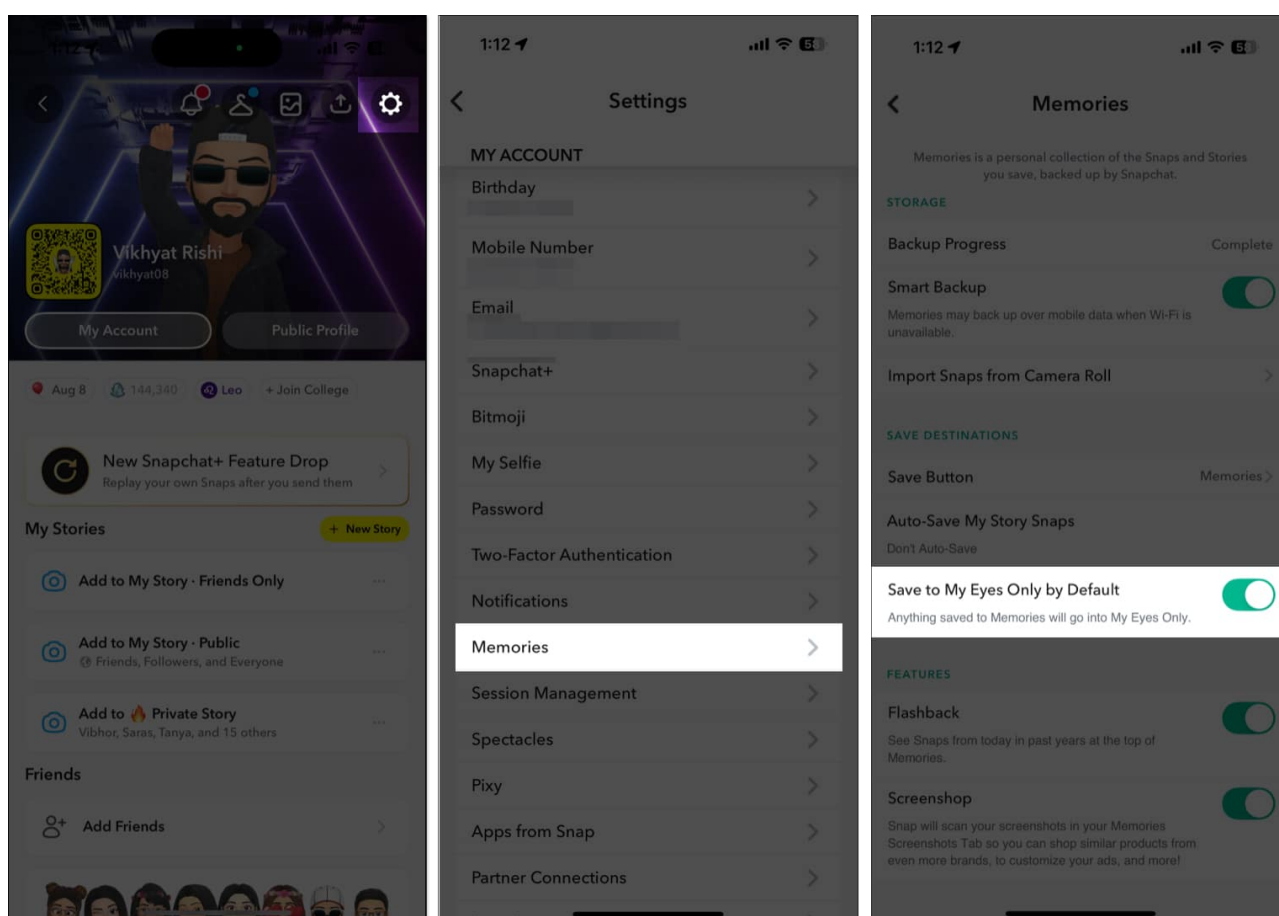 1:12
Vikhyat Rishi
vikhyat08
My Account
Public Profile
Aug 8
144,340
Leo
+ Join College
New Snapchat+ Feature Drop
Replay your own Snaps after you send them
My Stories
+ New Story
Add to My Story · Friends Only
Add to My Story · Public
Friends, Followers, and Everyone
Add to 🔥 Private Story
Vibhor, Saras, Tanya, and 15 others
Friends
Add Friends
1:12
Settings
MY ACCOUNT
Birthday
Mobile Number
Email
Snapchat+
Bitmoji
My Selfie
Password
Two-Factor Authentication
Notifications
Memories
Session Management
Spectacles
Pixy
Apps from Snap
Partner Connections
1:12
Memories
Memories is a personal collection of the Snaps and Stories
you save, backed up by Snapchat.
STORAGE
Backup Progress
Complete
Smart Backup
Memories may back up over mobile data when Wi-Fi is
unavailable.
Import Snaps from Camera Roll
SAVE DESTINATIONS
Save Button
Memories
Auto-Save My Story Snaps
Don't Auto-Save
Save to My Eyes Only by Default
Anything saved to Memories will go into My Eyes Only.
FEATURES
Flashback
See Snaps from today in past years at the top of
Memories.
Screenshop
Snap will scan your screenshots in your Memories
Screenshots Tab so you can shop similar products from
even more brands, to customize your ads, and more!